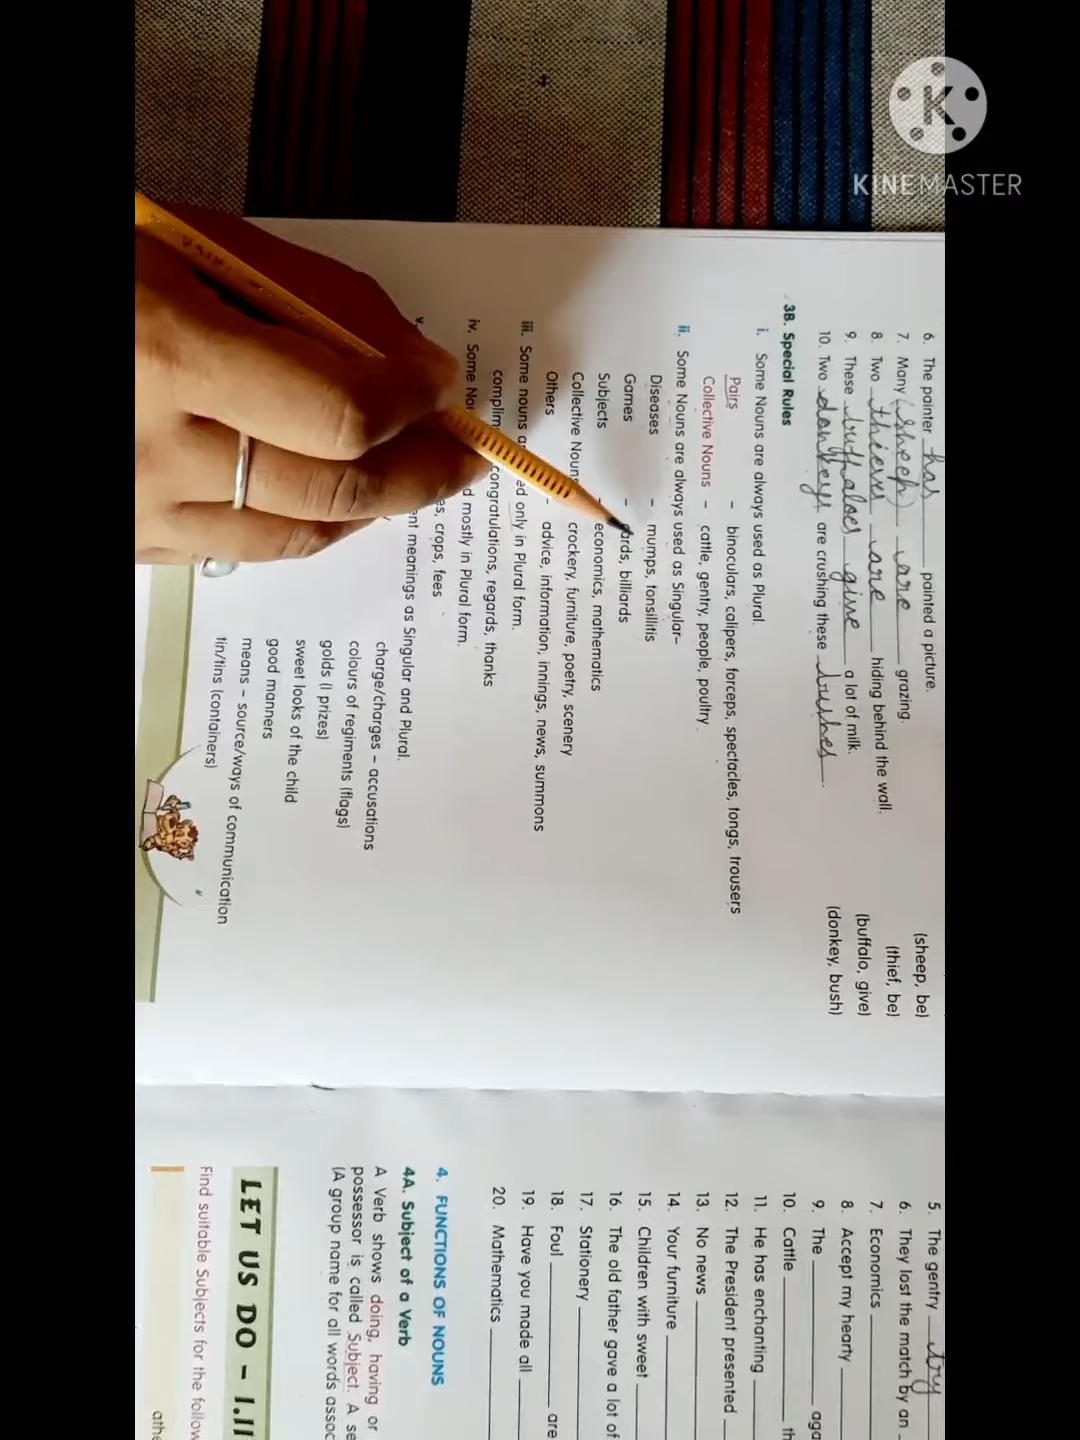 KINEMASTER
6. The painter has painted a picture.
7. Many (sheep) are grazing. (sheep, be)
8. Two thieves are hiding behind the wall. (thief, be)
9. These buffaloes give a lot of milk. (buffalo, give)
10. Two donkeys are crushing these bushes. (donkey, bush)
3B. Special Rules
i. Some Nouns are always used as Plural.
Pairs – binoculars, calipers, forceps, spectacles, tongs, trousers
Collective Nouns – cattle, gentry, people, poultry
ii. Some Nouns are always used as Singular–
Diseases – mumps, tonsillitis
Games – cards, billiards
Subjects – economics, mathematics
Collective Nouns crockery, furniture, poetry, scenery
Others – advice, information, innings, news, summons
iii. Some nouns only in Plural form.
congratulations, regards, thanks
iv. Some mostly in Plural form.
crops, fees
meanings as Singular and Plural.
charge/charges – accusations
colours of regiments (flags)
golds (I prizes)
sweet looks of the child
good manners
means – source/ways of communication
tin/tins (containers)
5. The gentry try
6. They lost the match by an
7. Economics
8. Accept my hearty
9. The
10. Cattle
11. He has enchanting
12. The President presented
13. No news
14. Your furniture
15. Children with sweet
16. The old father gave a lot of
17. Stationery
18. Foul are
19. Have you made all
20. Mathematics
4. FUNCTIONS OF NOUNS
4A. Subject of a Verb
A Verb shows doing, having or
possessor is called Subject. A
(A group name for all words
LET US DO – 1.11
Find suitable Subjects for the